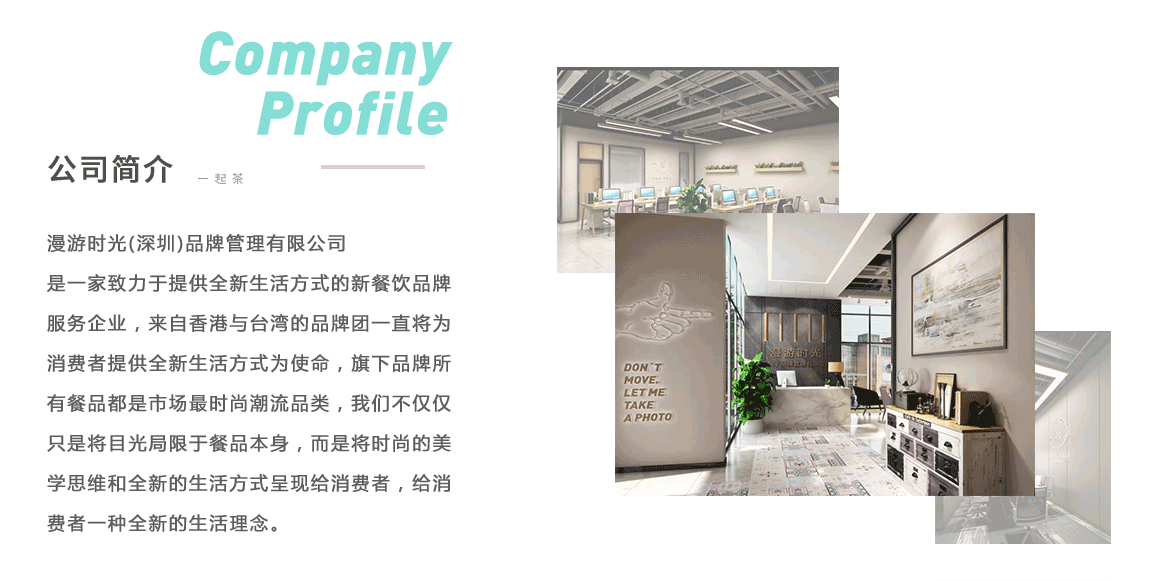 Company
Profile
公司简介
一起茶
漫游时光(深圳)品牌管理有限公司
是一家致力于提供全新生活方式的新餐饮品牌
服务企业，来自香港与台湾的品牌团一直将为
消费者提供全新生活方式为使命，旗下品牌所
有餐品都是市场最时尚潮流品类，我们不仅仅
只是将目光局限于餐品本身，而是将时尚的美
学思维和全新的生活方式呈现给消费者，给消
费者一种全新的生活理念。
漫游时光
DON'T
MOVE.
LET ME
TAKE
A PHOTO